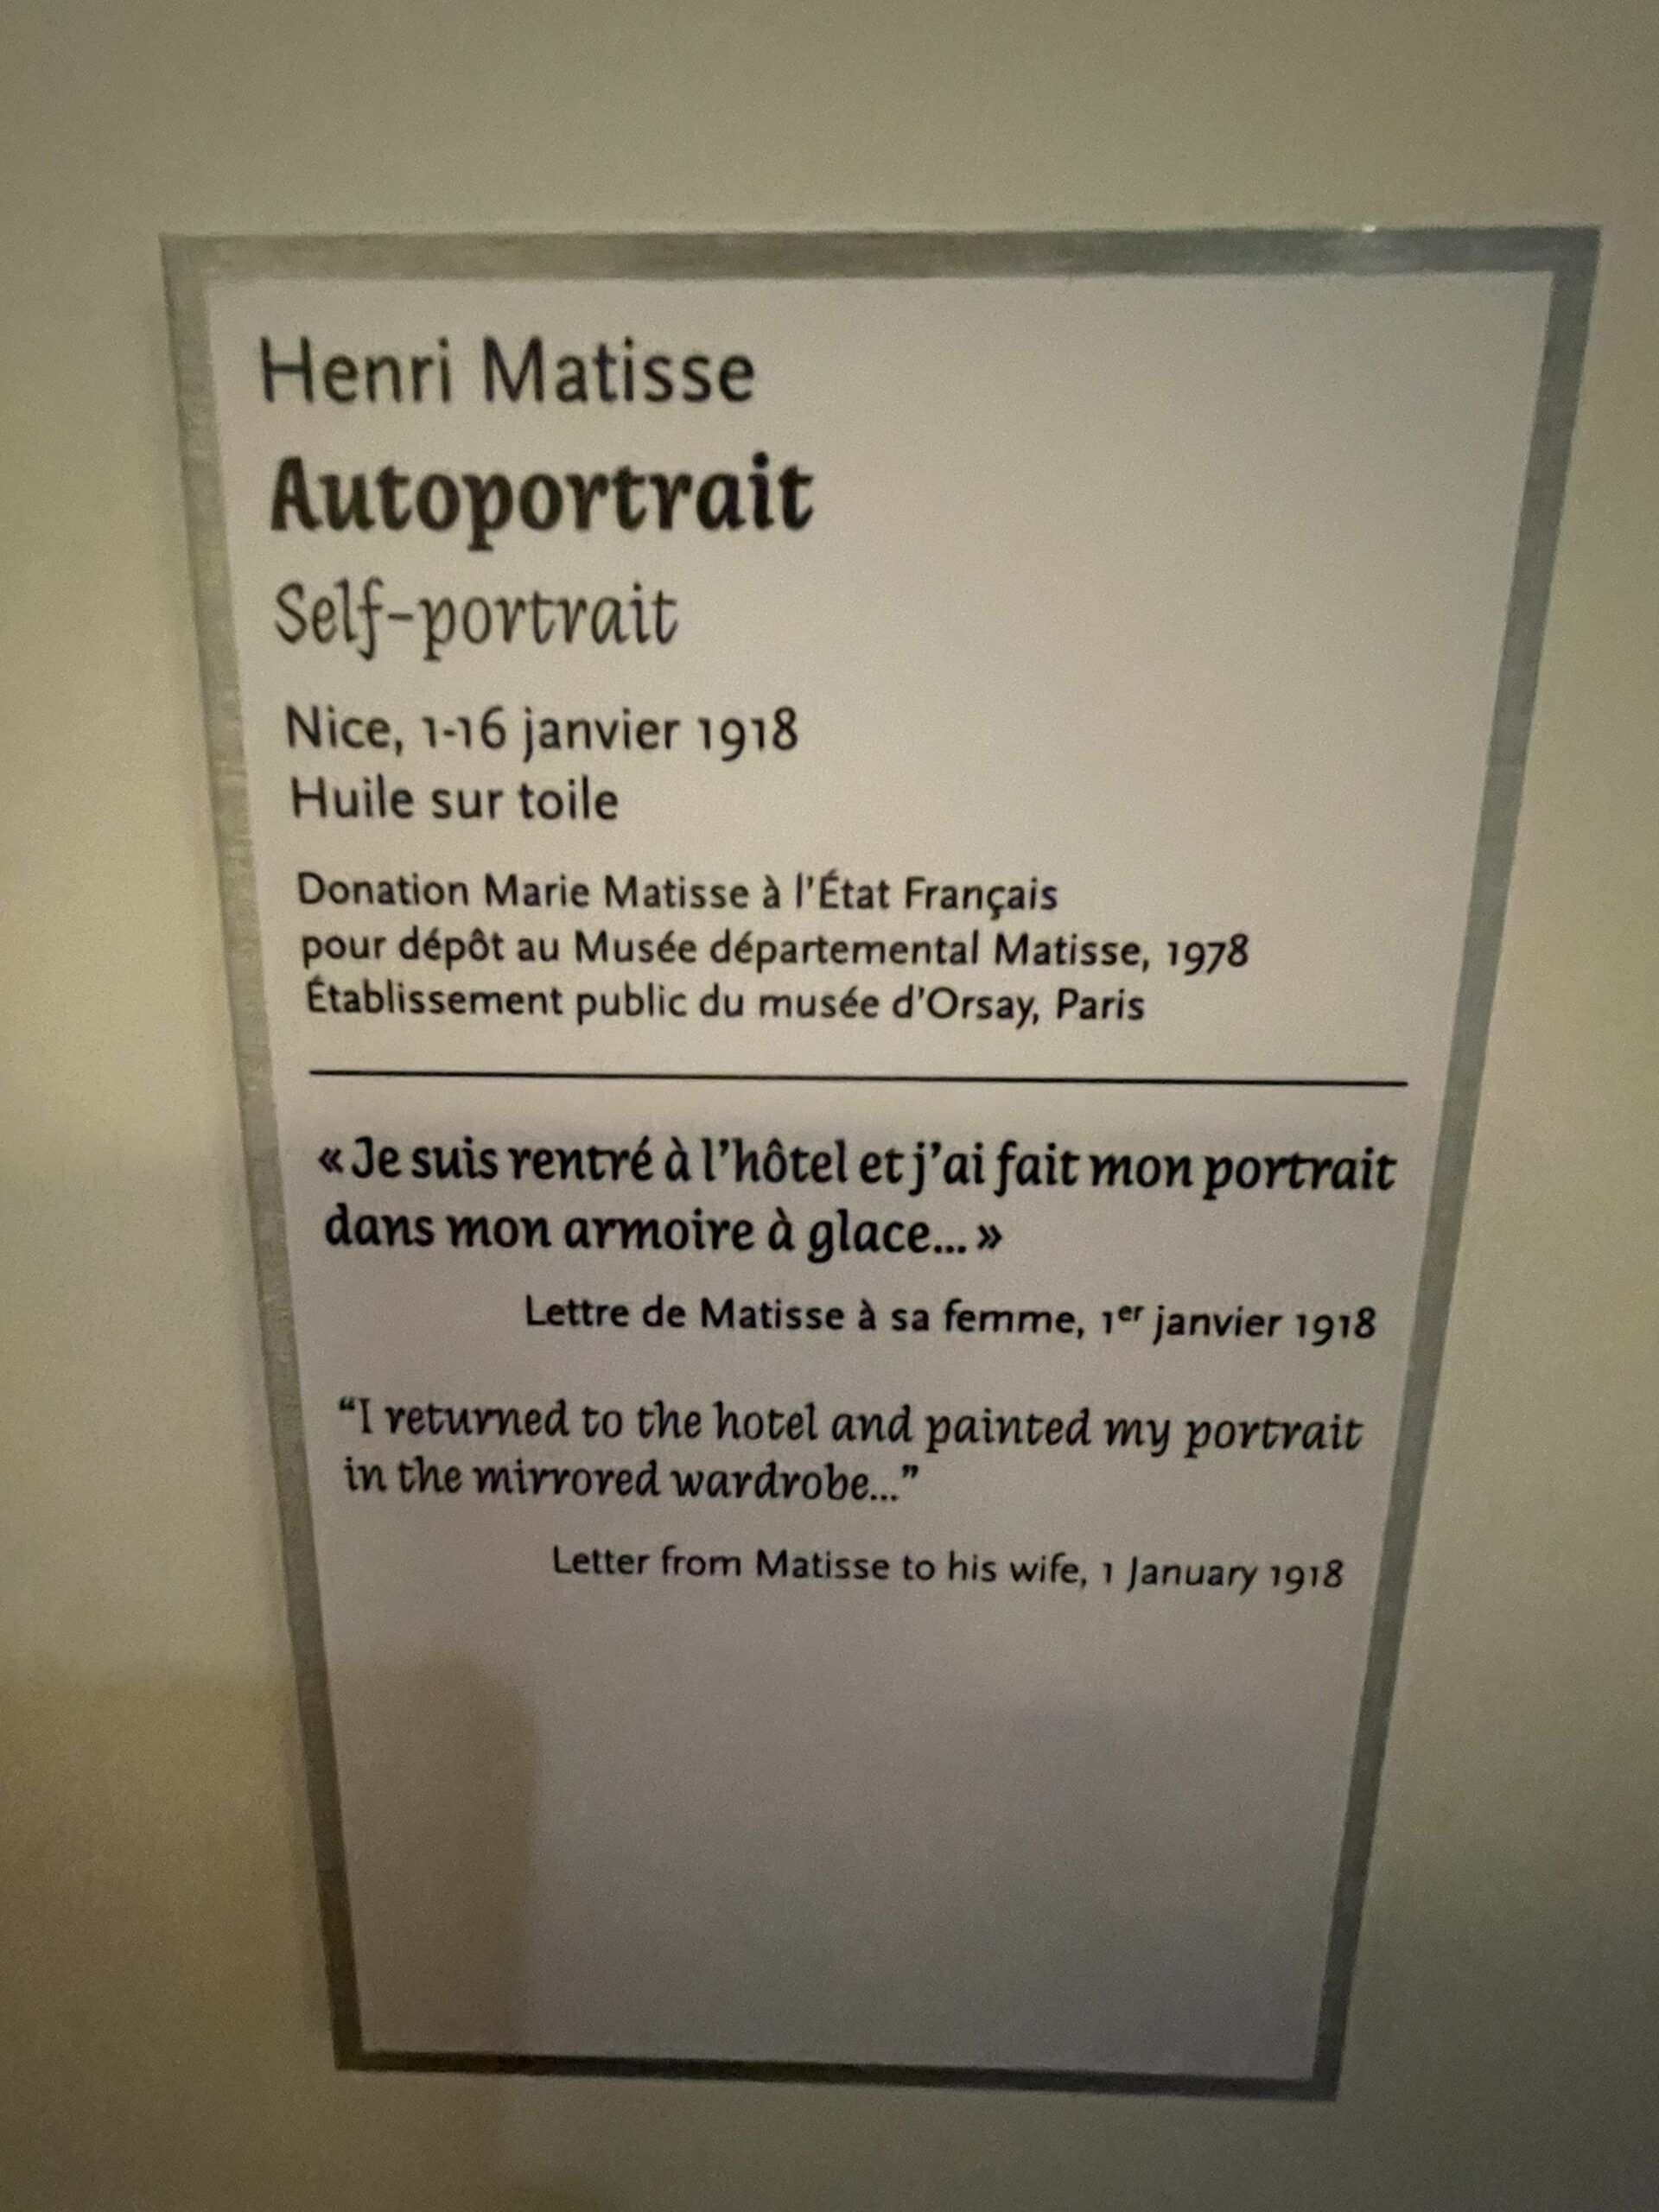 Henri Matisse
Autoportrait
Self-portrait
Nice, 1-16 janvier 1918
Huile sur toile
Donation Marie Matisse à l'État Français
pour dépôt au Musée départemental Matisse, 1978
Établissement public du musée d'Orsay, Paris
« Je suis rentré à l’hôtel et j’ai fait mon portrait
dans mon armoire à glace... »
Lettre de Matisse à sa femme, 1er janvier 1918
“I returned to the hotel and painted my portrait
in the mirrored wardrobe...”
Letter from Matisse to his wife, 1 January 1918